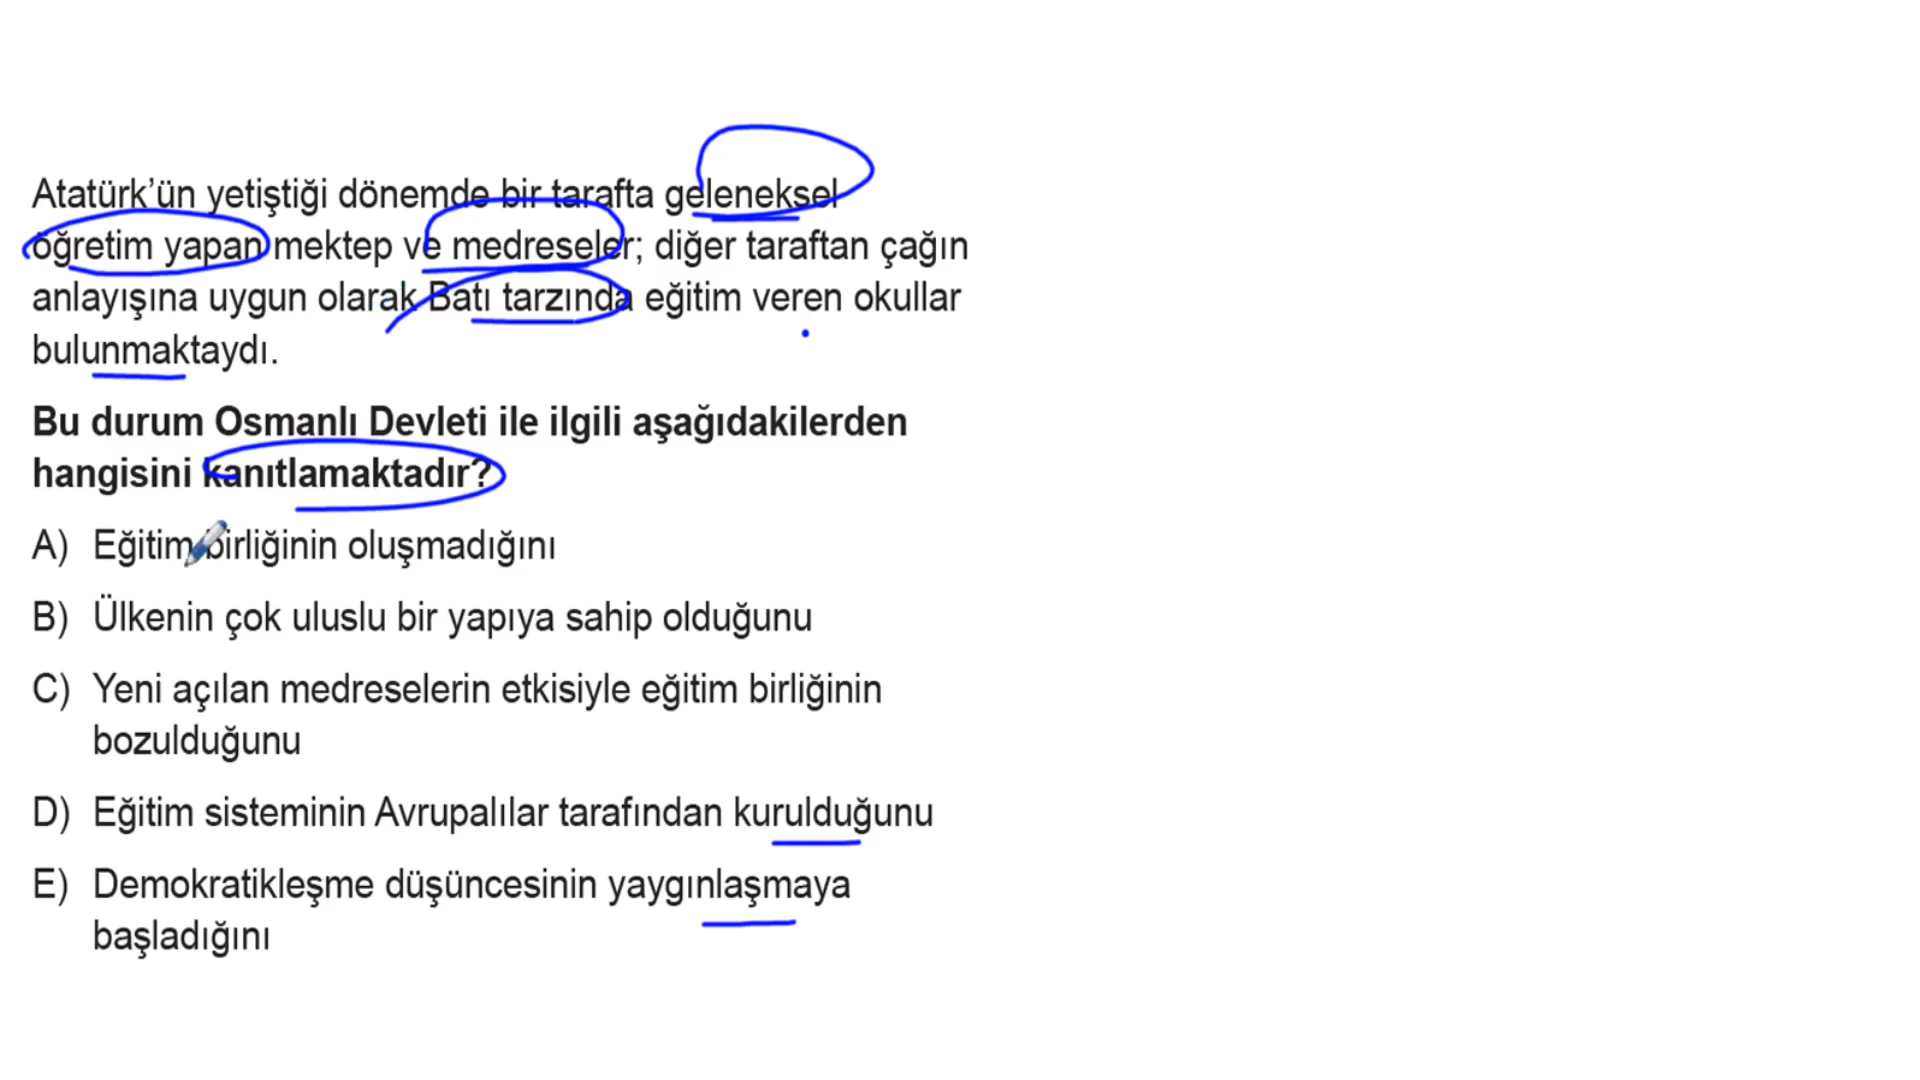 Atatürk'ün yetiştiği dönemde bir tarafta geleneksel
öğretim yapan mektep ve medreseler; diğer taraftan çağın
anlayışına uygun olarak Batı tarzında eğitim veren okullar
bulunmaktaydı.
Bu durum Osmanlı Devleti ile ilgili aşağıdakilerden
hangisini kanıtlamaktadır?
A) Eğitim birliğinin oluşmadığını
B) Ülkenin çok uluslu bir yapıya sahip olduğunu
C) Yeni açılan medreselerin etkisiyle eğitim birliğinin
bozulduğunu
D) Eğitim sisteminin Avrupalılar tarafından kurulduğunu
E) Demokratikleşme düşüncesinin yaygınlaşmaya
başladığını